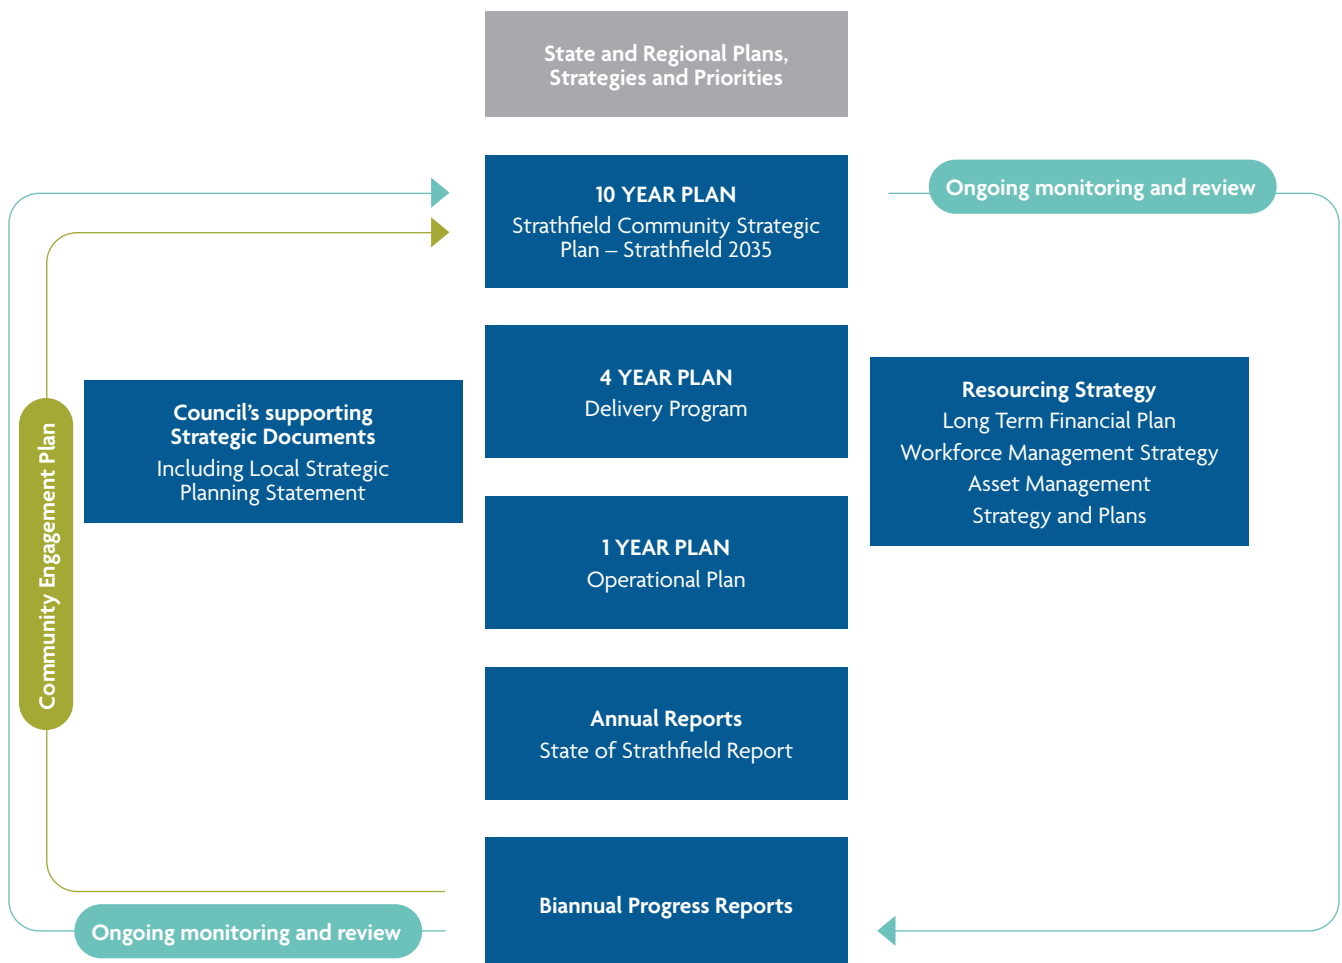 State and Regional Plans,
Strategies and Priorities
10 YEAR PLAN
Strathfield Community Strategic
Plan – Strathfield 2035
Ongoing monitoring and review
4 YEAR PLAN
Delivery Program
Council’s supporting
Strategic Documents
Including Local Strategic
Planning Statement
Resourcing Strategy
Long Term Financial Plan
Workforce Management Strategy
Asset Management
Strategy and Plans
Community Engagement Plan
1 YEAR PLAN
Operational Plan
Annual Reports
State of Strathfield Report
Biannual Progress Reports
Ongoing monitoring and review